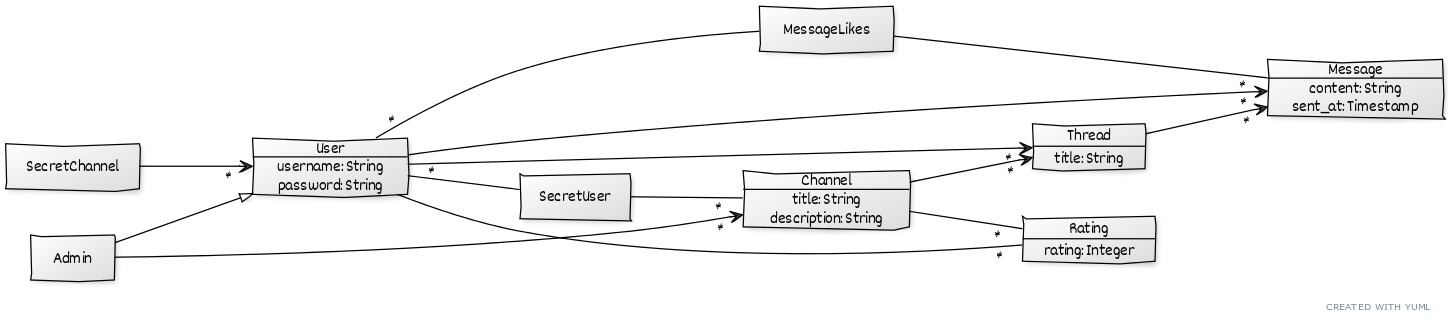 MessageLikes
Message
content: String
sent_at: Timestamp
*
*
*
*
Thread
title: String
*
*
*
User
username: String
password: String
*
*
SecretChannel
SecretUser
Channel
title: String
description: String
*
*
Rating
rating: Integer
*
*
Admin
CREATED WITH YUML